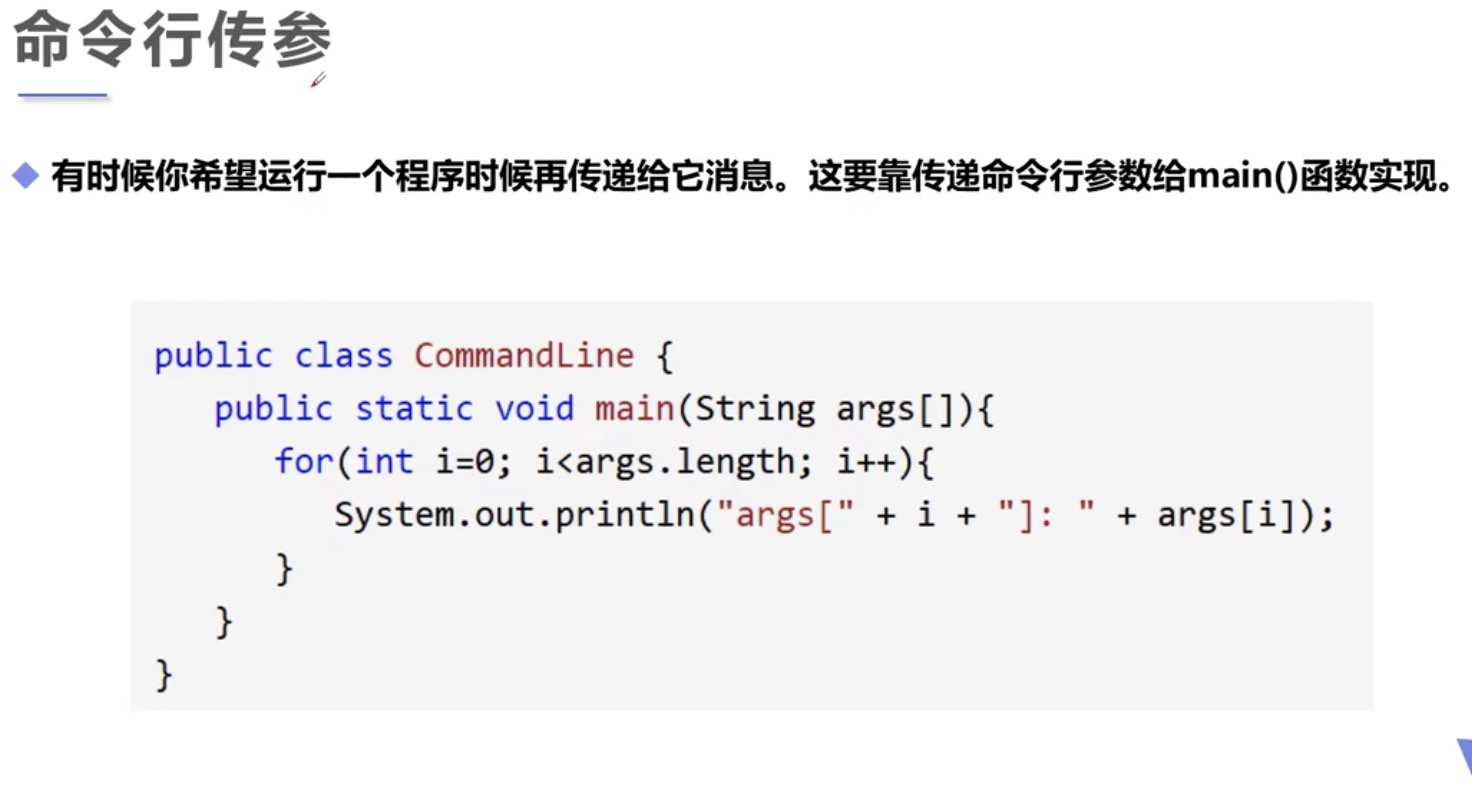 命令行传参
有时候你希望运行一个程序时候再传递给它消息。这要靠传递命令行参数给main()函数实现。
public class CommandLine {
   public static void main(String args[]){
      for(int i=0; i<args.length; i++){
         System.out.println("args[" + i + "]: " + args[i]);
      }
   }
}